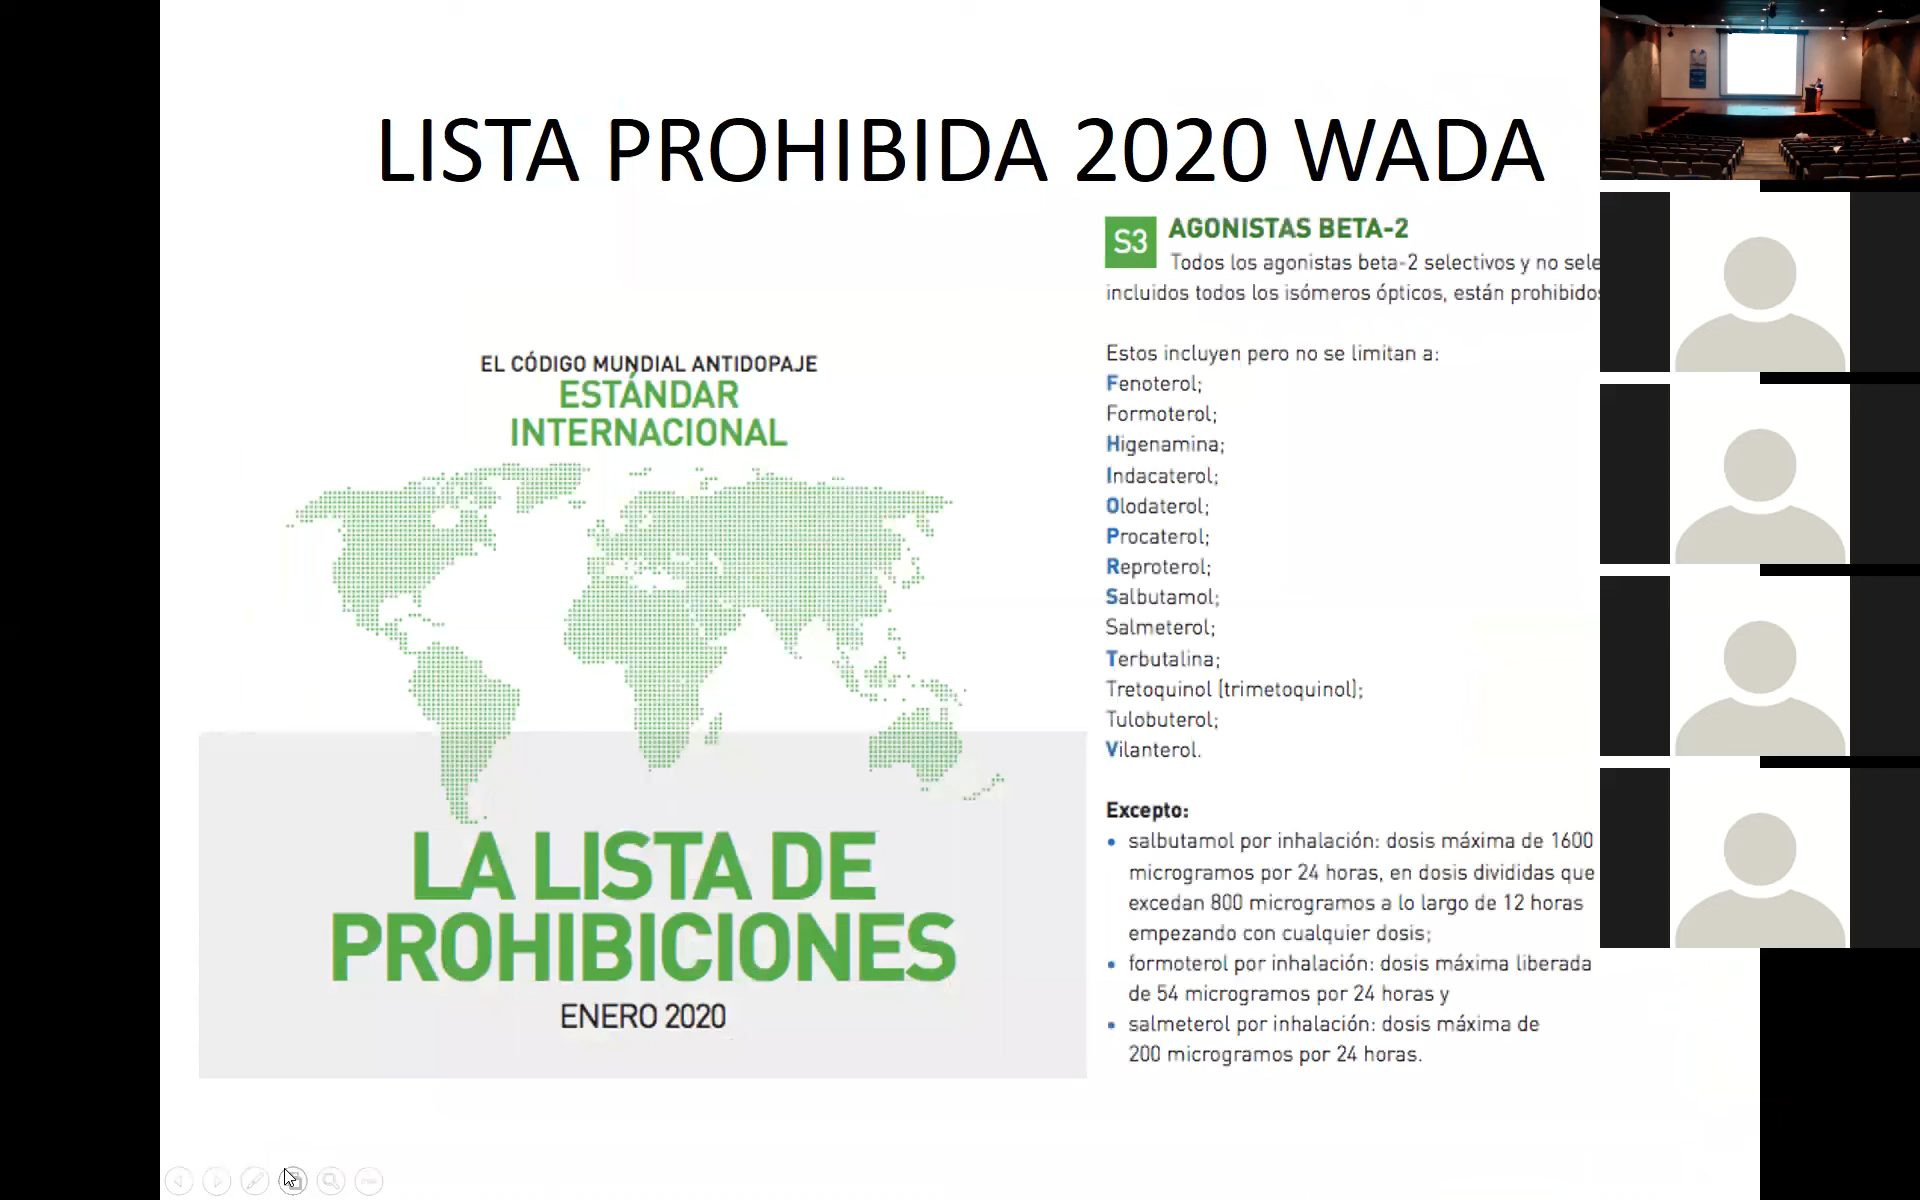 LISTA PROHIBIDA 2020 WADA
EL CÓDIGO MUNDIAL ANTIDOPAJE
ESTÁNDAR
INTERNACIONAL
LA LISTA DE
PROHIBICIONES
ENERO 2020
S3
AGONISTAS BETA-2
Todos los agonistas beta-2 selectivos y no sele
incluidos todos los isómeros ópticos, están prohibidos
Estos incluyen pero no se limitan a:
Fenoterol;
Formoterol;
Higenamina;
Indacaterol;
Olodaterol;
Procaterol;
Reproterol;
Salbutamol;
Salmeterol;
Terbutalina;
Tretoquinol (trimetoquinol);
Tulobuterol;
Vilanterol.
Excepto:
• salbutamol por inhalación: dosis máxima de 1600
microgramos por 24 horas, en dosis divididas que
excedan 800 microgramos a lo largo de 12 horas
empezando con cualquier dosis;
• formoterol por inhalación: dosis máxima liberada
de 54 microgramos por 24 horas y
• salmeterol por inhalación: dosis máxima de
200 microgramos por 24 horas.